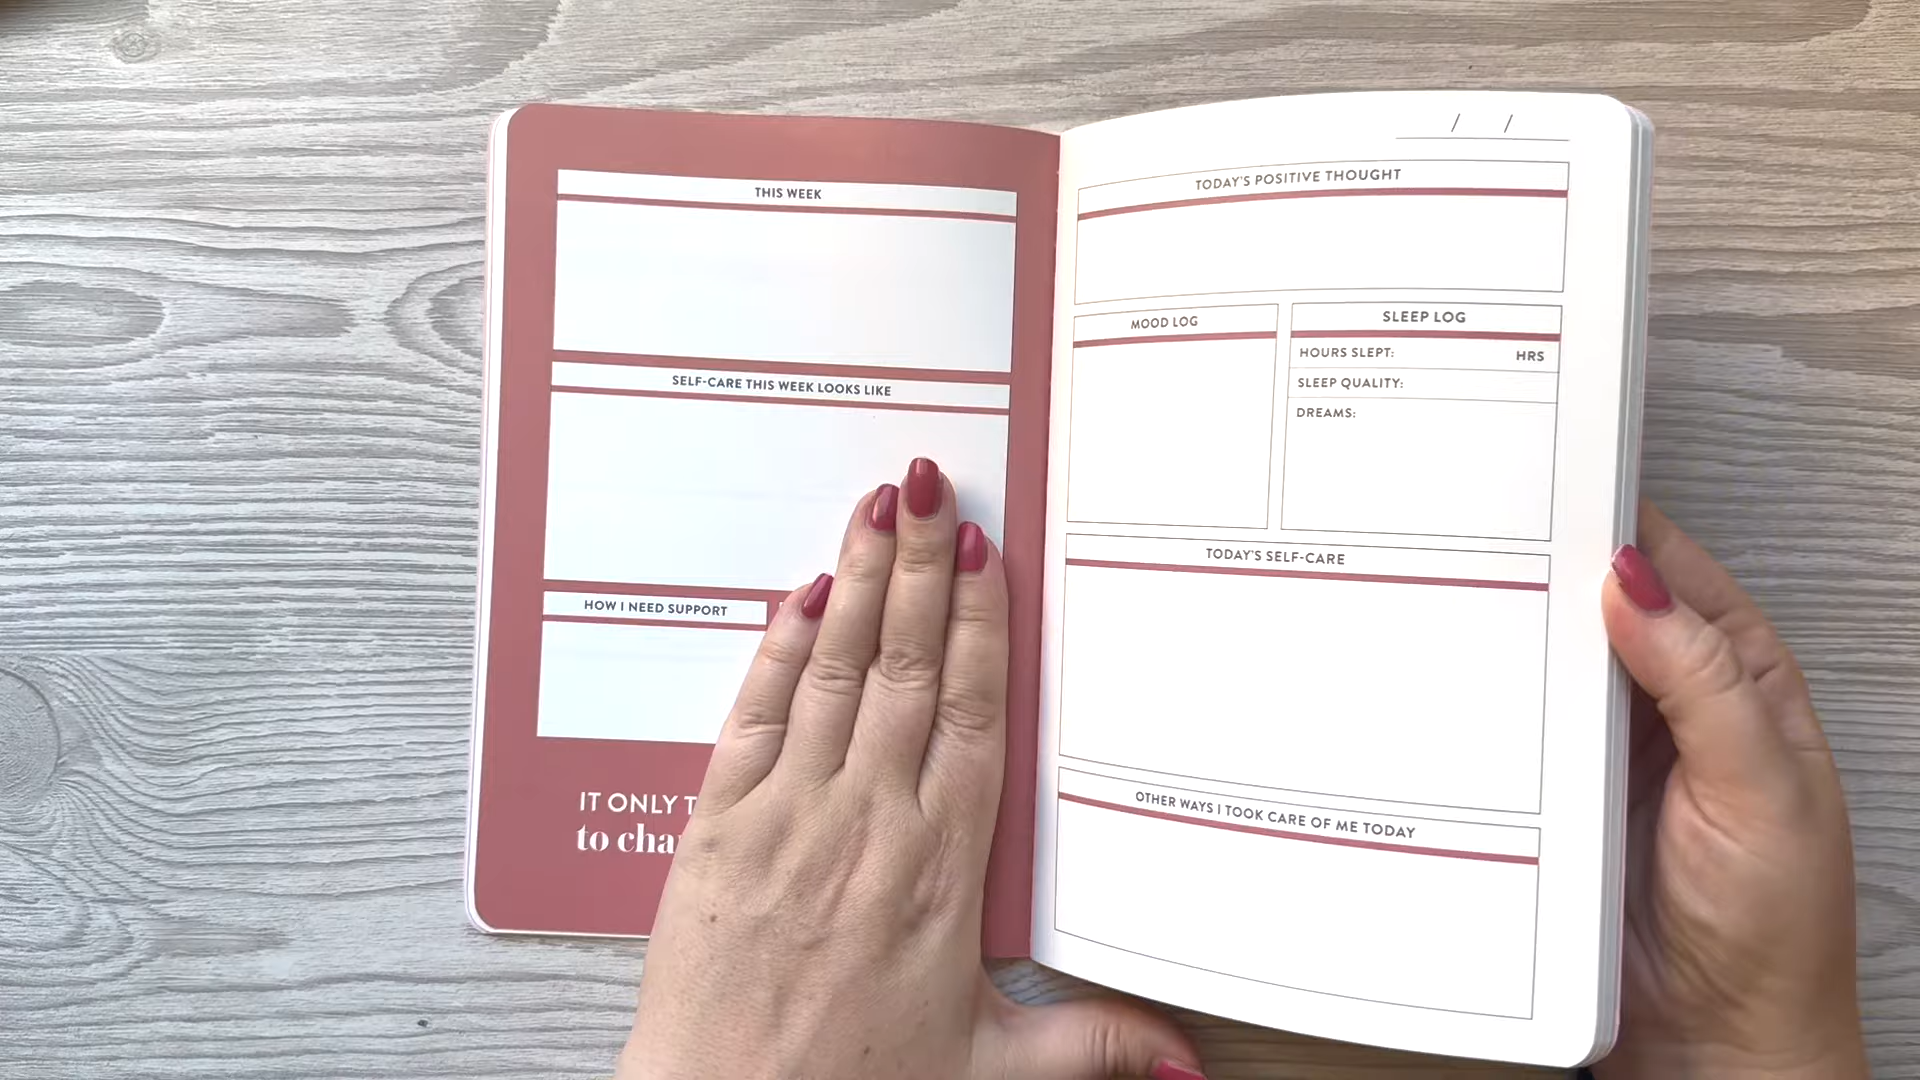 THIS WEEK
SELF-CARE THIS WEEK LOOKS LIKE
HOW I NEED SUPPORT
IT ONLY
to
/ /
TODAY'S POSITIVE THOUGHT
MOOD LOG
SLEEP LOG
HOURS SLEPT: HRS
SLEEP QUALITY:
DREAMS:
TODAY'S SELF-CARE
OTHER WAYS I TOOK CARE OF ME TODAY